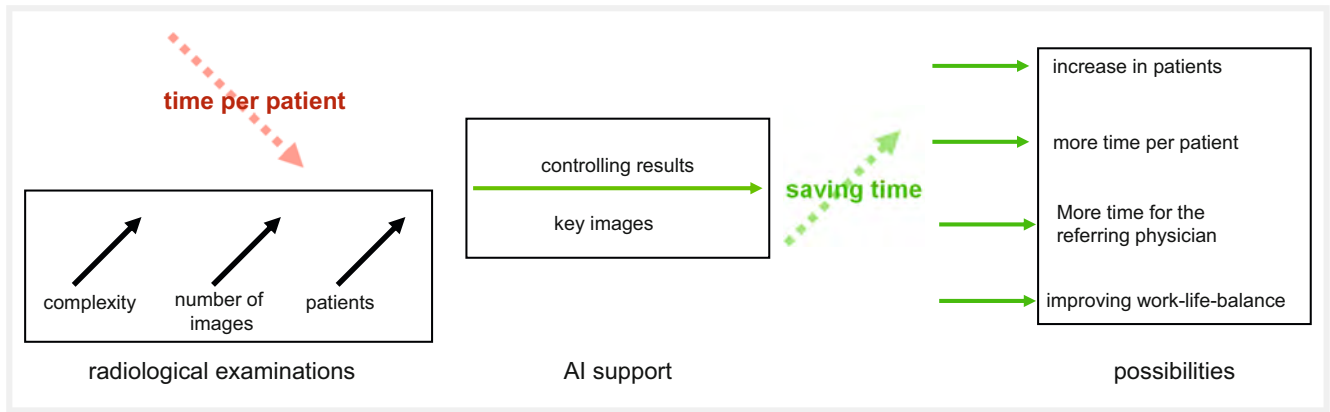 time per patient
complexity
number of
images
patients
radiological examinations
controlling results
key images
AI support
saving time
increase in patients
more time per patient
More time for the
referring physician
improving work-life-balance
possibilities